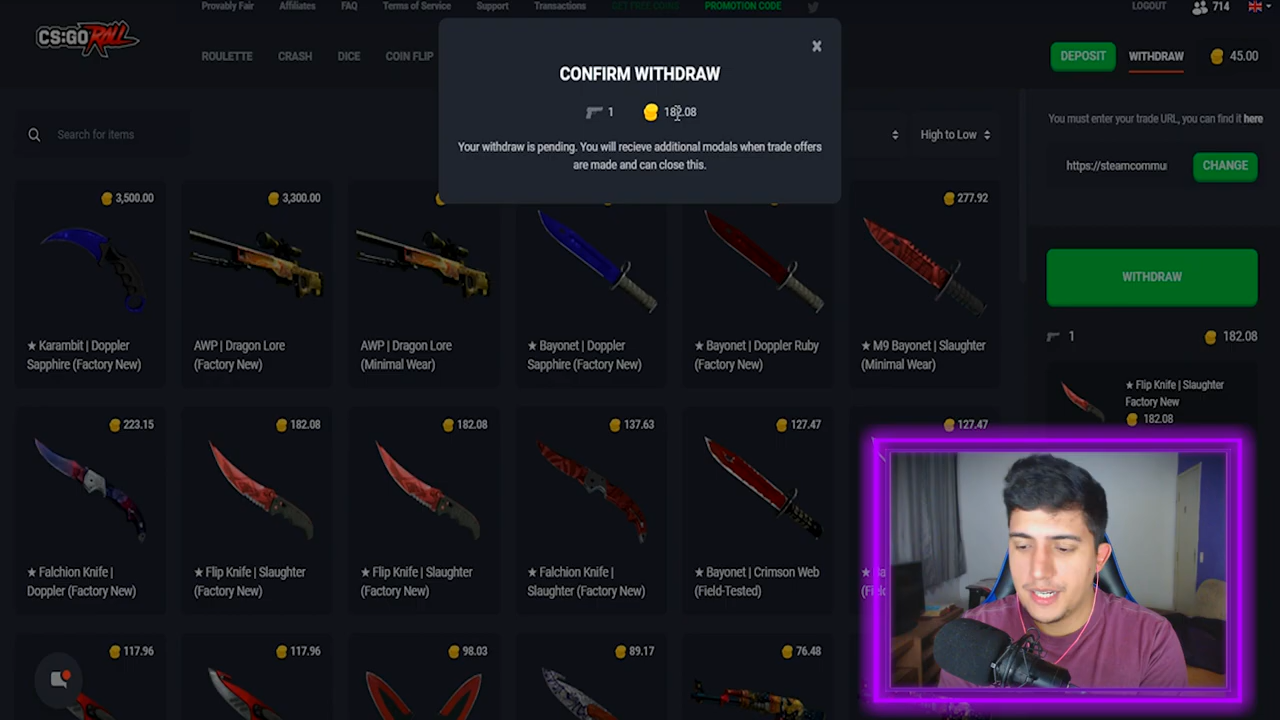 Provably Fair
Affiliates
FAQ
Terms of Service
Support
Transactions
GET FREE COINS
PROMOTION CODE
LOGOUT
714
CS:GO ROLL
ROULETTE
CRASH
DICE
COIN FLIP
DEPOSIT
WITHDRAW
45.00
CONFIRM WITHDRAW
1
182.08
Your withdraw is pending. You will recieve additional modals when trade offers
are made and can close this.
Search for items
High to Low
You must enter your trade URL, you can find it here
https://steamcommu
CHANGE
WITHDRAW
1
182.08
★ Flip Knife | Slaughter
Factory New
182.08
3,500.00
★ Karambit | Doppler
Sapphire (Factory New)
3,300.00
AWP | Dragon Lore
(Factory New)
AWP | Dragon Lore
(Minimal Wear)
★ Bayonet | Doppler
Sapphire (Factory New)
★ Bayonet | Doppler Ruby
(Factory New)
277.92
★ M9 Bayonet | Slaughter
(Minimal Wear)
223.15
★ Falchion Knife |
Doppler (Factory New)
182.08
★ Flip Knife | Slaughter
(Factory New)
182.08
★ Flip Knife | Slaughter
(Factory New)
137.63
★ Falchion Knife |
Slaughter (Factory New)
127.47
★ Bayonet | Crimson Web
(Field-Tested)
127.47
117.96
117.96
98.03
89.17
76.48